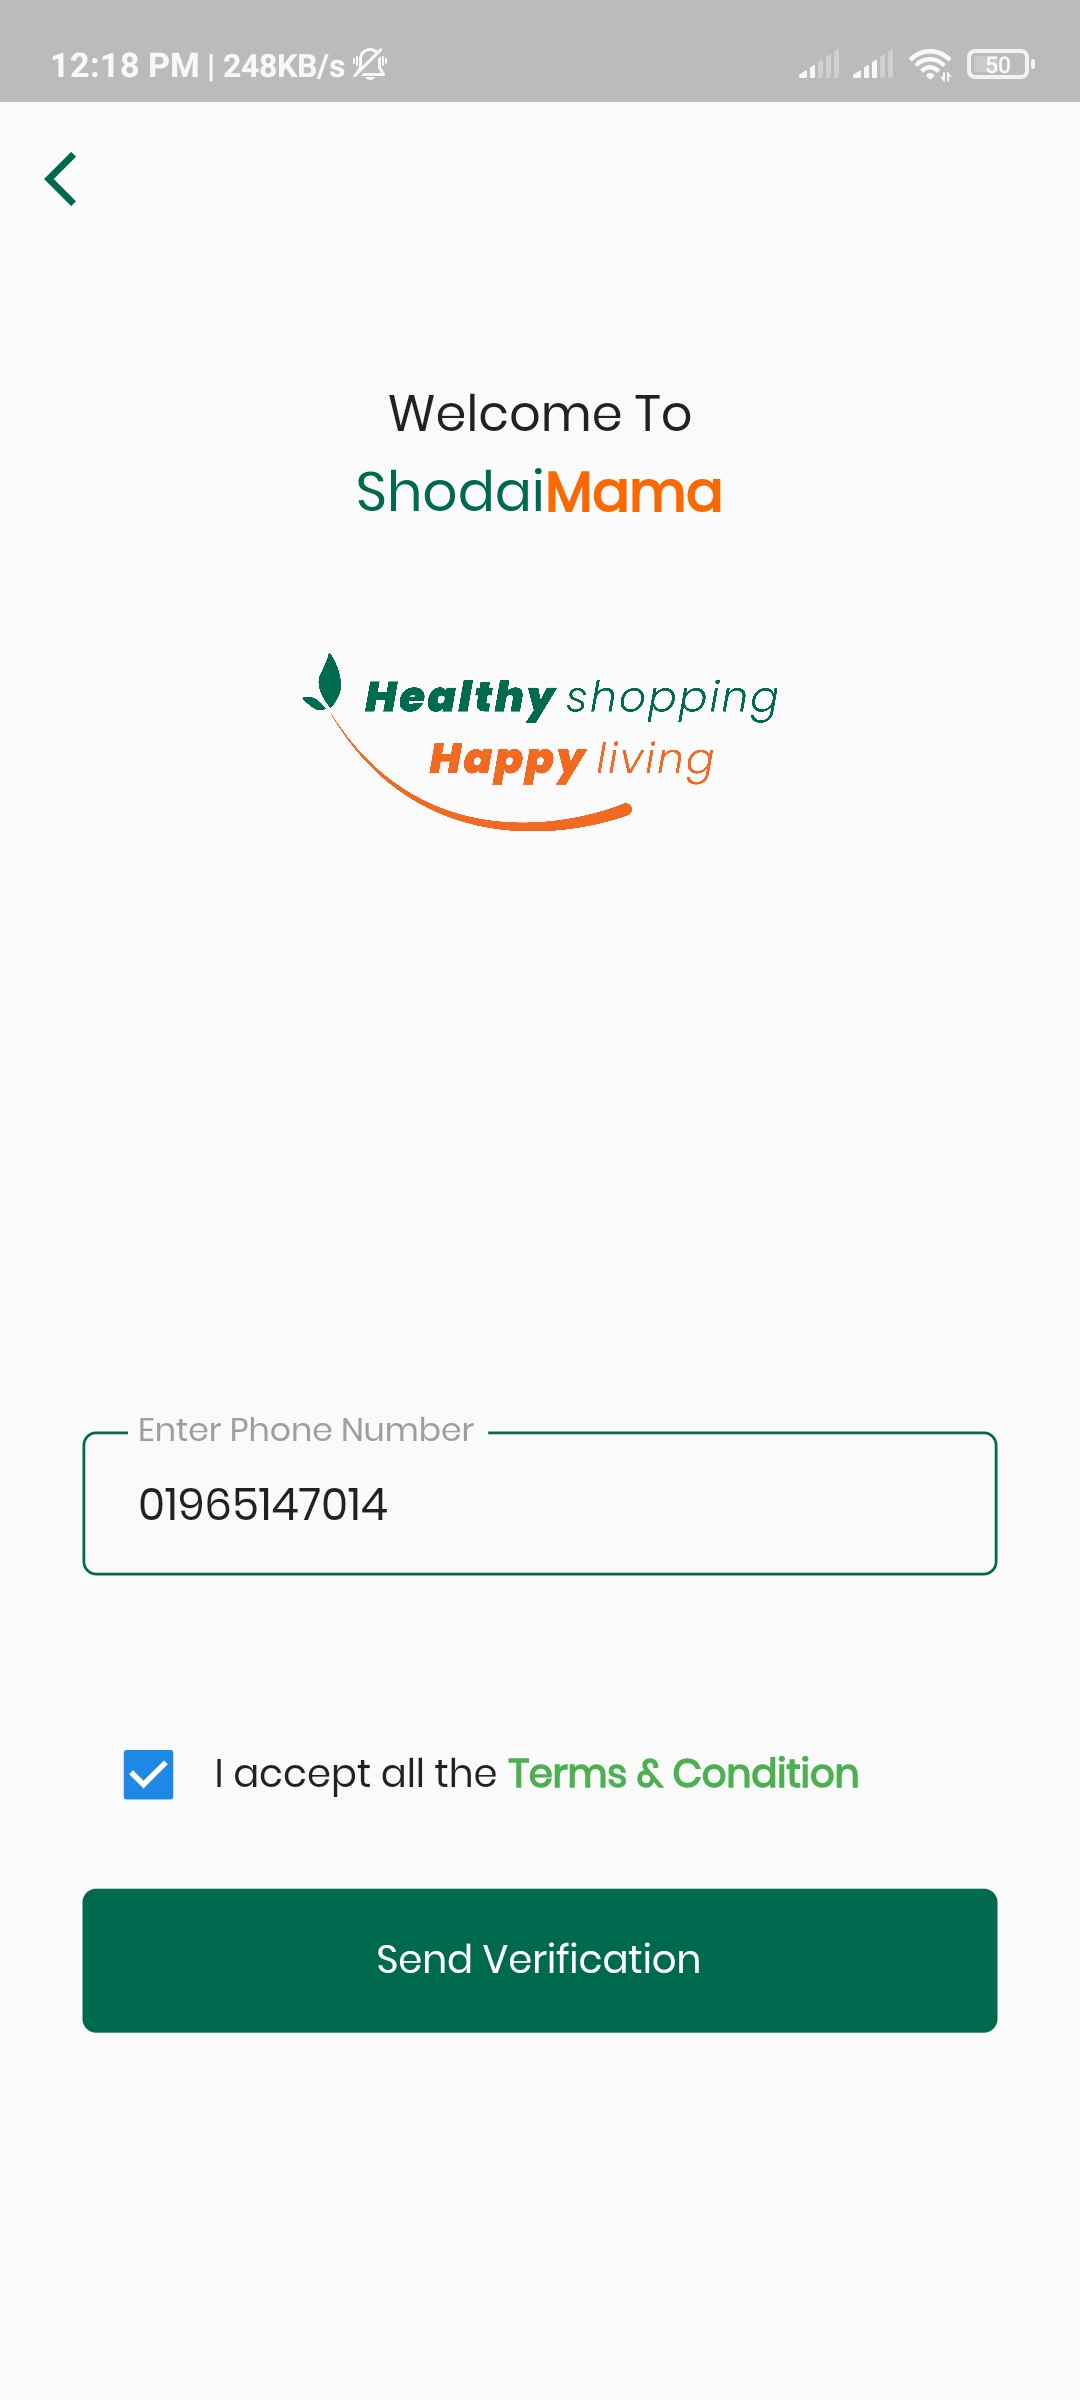 12:18 PM | 248KB/s
50
Welcome To
ShodaiMama
Healthy shopping
Happy living
Enter Phone Number
01965147014
I accept all the Terms & Condition
Send Verification